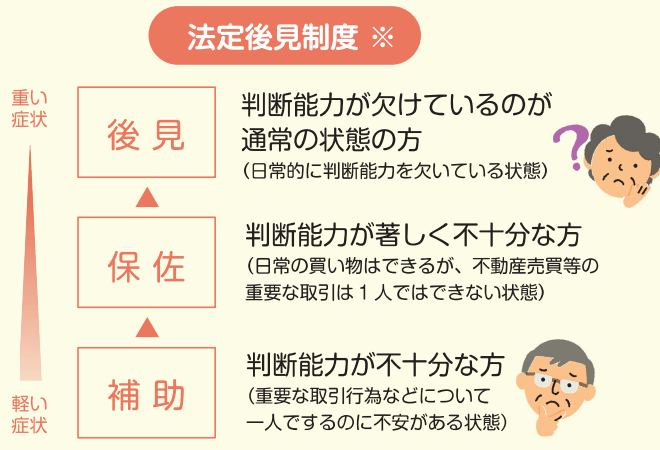 法定後見制度 ※
重い
症状
後見
判断能力が欠けているのが
通常の状態の方
(日常的に判断能力を欠いている状態)
?
保佐
判断能力が著しく不十分な方
(日常の買い物はできるが、不動産売買等の
重要な取引は1人ではできない状態)
補助
判断能力が不十分な方
(重要な取引行為などについて
一人でするのに不安がある状態)
軽い
症状